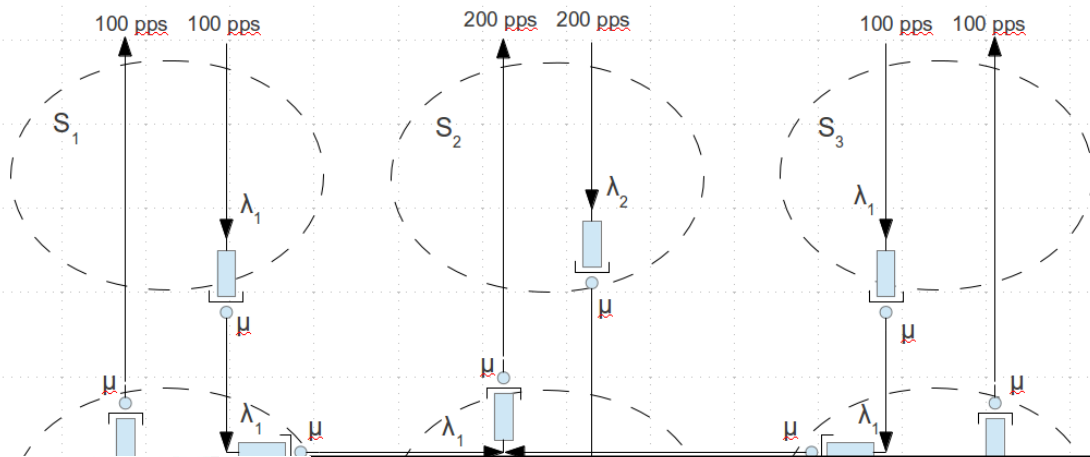 100 pps 100 pps 200 pps 200 pps 100 pps 100 pps
S1 S2 S3
λ1 λ2 λ1
μ μ μ
μ μ μ
λ1 μ λ1 μ λ1